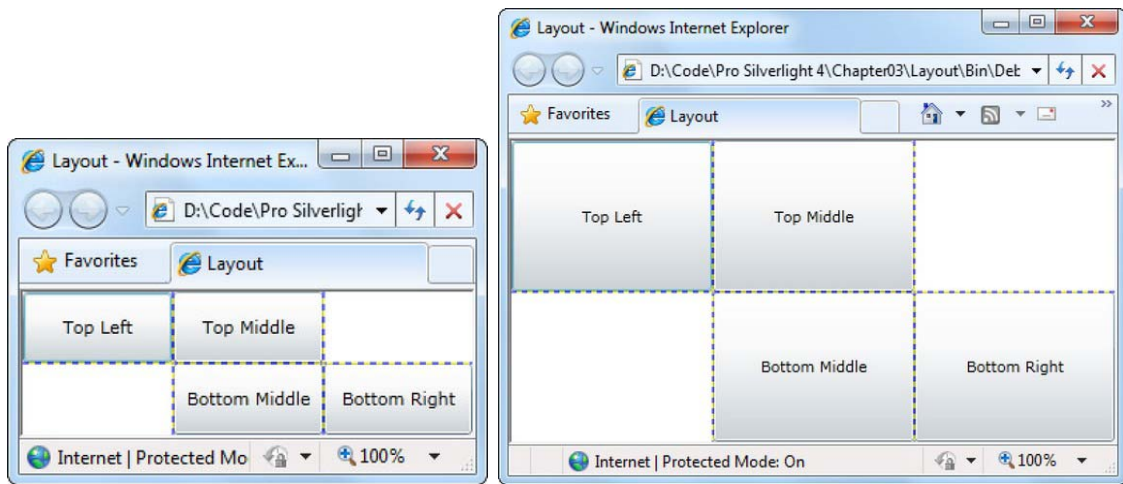 Layout - Windows Internet Ex...
D:\Code\Pro Silverligh
Favorites
Layout
Top Left
Top Middle
Bottom Middle
Bottom Right
Internet | Protected Mo
100%
Layout - Windows Internet Explorer
D:\Code\Pro Silverlight 4\Chapter03\Layout\Bin\Deb
Favorites
Layout
Top Left
Top Middle
Bottom Middle
Bottom Right
Internet | Protected Mode: On
100%